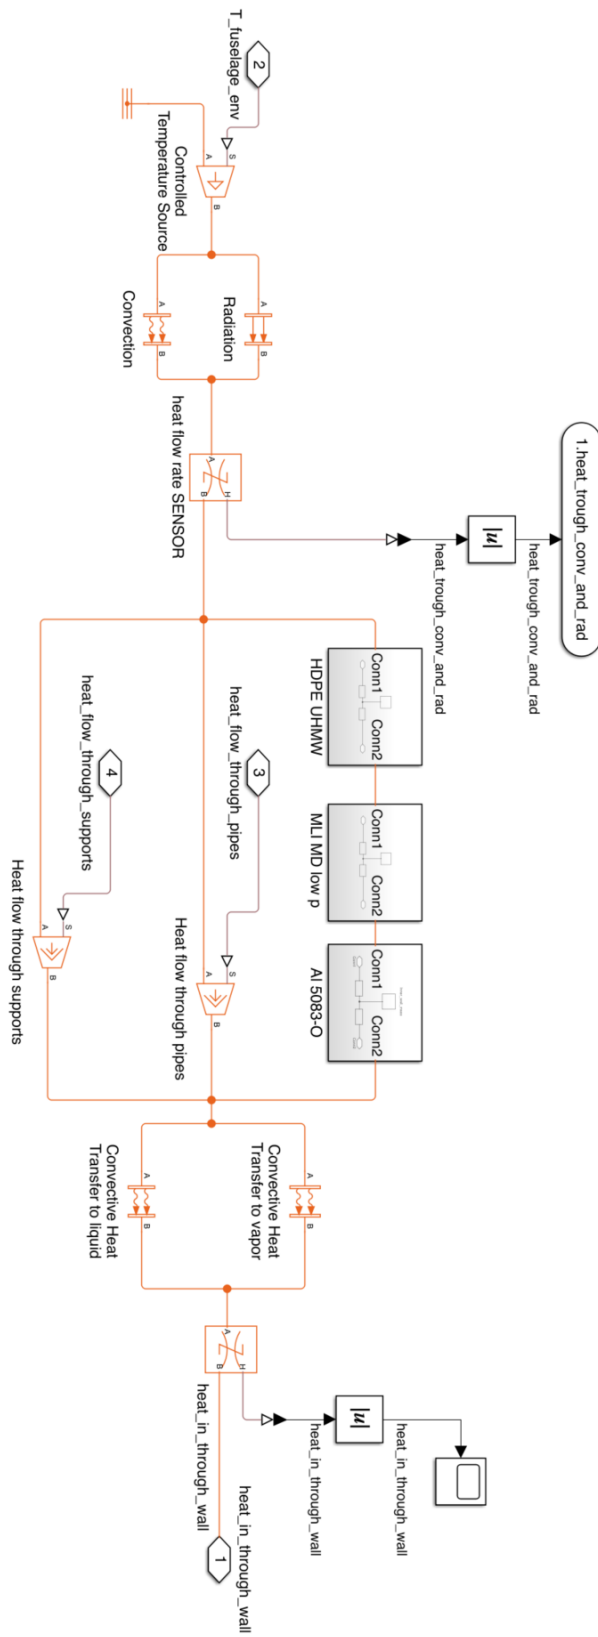 2
T_fuselage_env
S
A
B
Controlled
Temperature Source
A
B
Radiation
A
B
Convection
A
B
H
heat flow rate SENSOR
heat_trough_conv_and_rad
|u|
heat_trough_conv_and_rad
1.heat_trough_conv_and_rad
Conn1
Conn2
HDPE UHMW
Conn1
Conn2
MLI MD low p
Conn1
Conn2
Al 5083-O
3
heat_flow_through_pipes
S
A
B
Heat flow through pipes
4
heat_flow_through_supports
S
A
B
Heat flow through supports
A
B
Convective Heat
Transfer to vapor
A
B
Convective Heat
Transfer to liquid
A
B
H
heat_in_through_wall
|u|
heat_in_through_wall
heat_in_through_wall
1
heat_in_through_wall